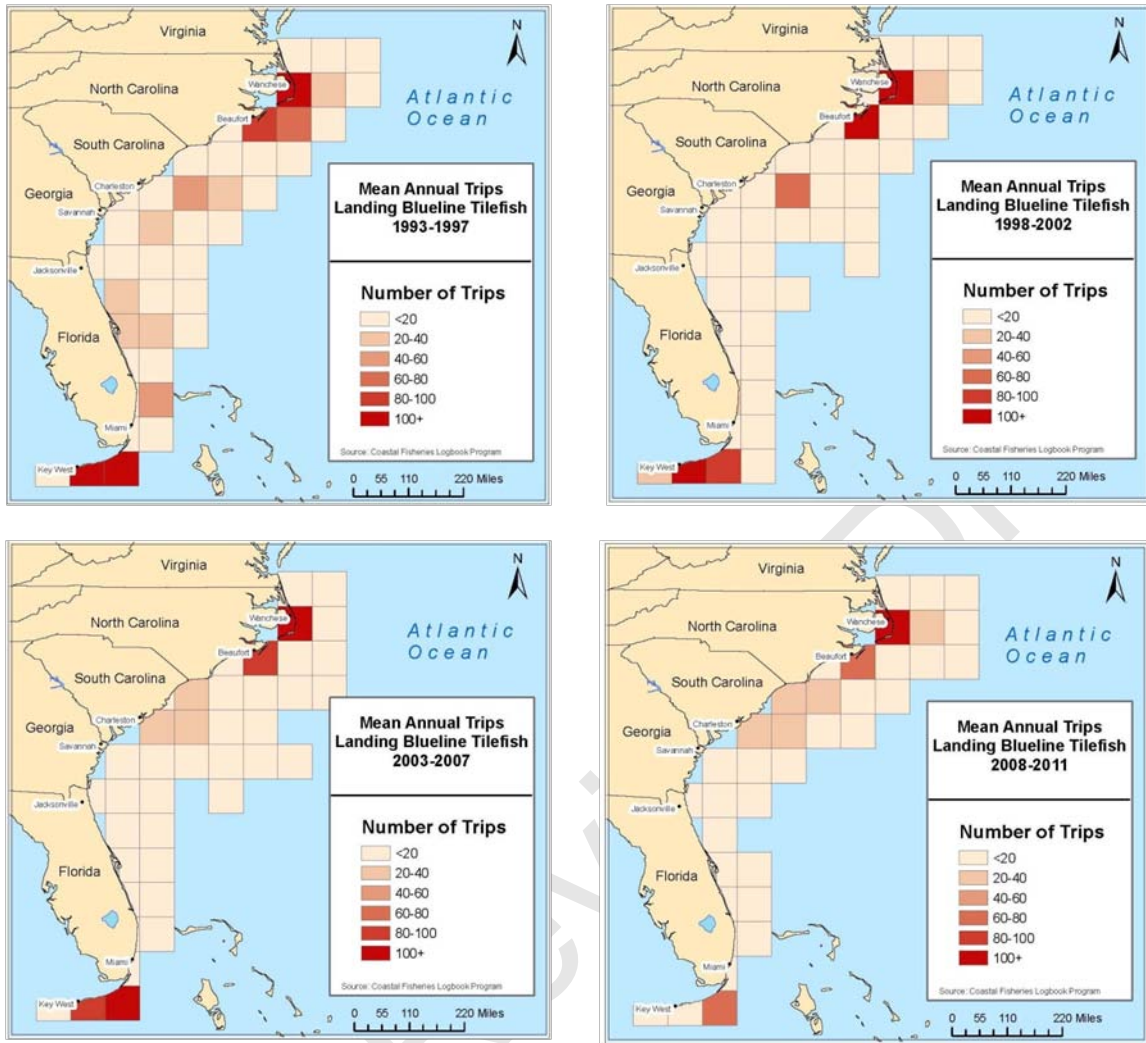 Virginia
N
Wanchese
North Carolina
Atlantic
Ocean
Beaufort
South Carolina
Georgia
Charleston
Savannah
Mean Annual Trips
Landing Blueline Tilefish
1993-1997
Jacksonville
Number of Trips
<20
20-40
40-60
60-80
80-100
100+
Florida
Miami
Key West
Source: Coastal Fisheries Logbook Program
0 55 110 220 Miles
Virginia
N
Wanchese
North Carolina
Atlantic
Ocean
Beaufort
South Carolina
Georgia
Charleston
Savannah
Mean Annual Trips
Landing Blueline Tilefish
1998-2002
Jacksonville
Number of Trips
<20
20-40
40-60
60-80
80-100
100+
Florida
Miami
Key West
Source: Coastal Fisheries Logbook Program
0 55 110 220 Miles
Virginia
N
Wanchese
North Carolina
Atlantic
Ocean
Beaufort
South Carolina
Georgia
Charleston
Savannah
Mean Annual Trips
Landing Blueline Tilefish
2003-2007
Jacksonville
Number of Trips
<20
20-40
40-60
60-80
80-100
100+
Florida
Miami
Key West
Source: Coastal Fisheries Logbook Program
0 55 110 220 Miles
Virginia
N
Wanchese
North Carolina
Atlantic
Ocean
Beaufort
South Carolina
Georgia
Charleston
Savannah
Mean Annual Trips
Landing Blueline Tilefish
2008-2011
Jacksonville
Number of Trips
<20
20-40
40-60
60-80
80-100
100+
Florida
Miami
Key West
Source: Coastal Fisheries Logbook Program
0 55 110 220 Miles